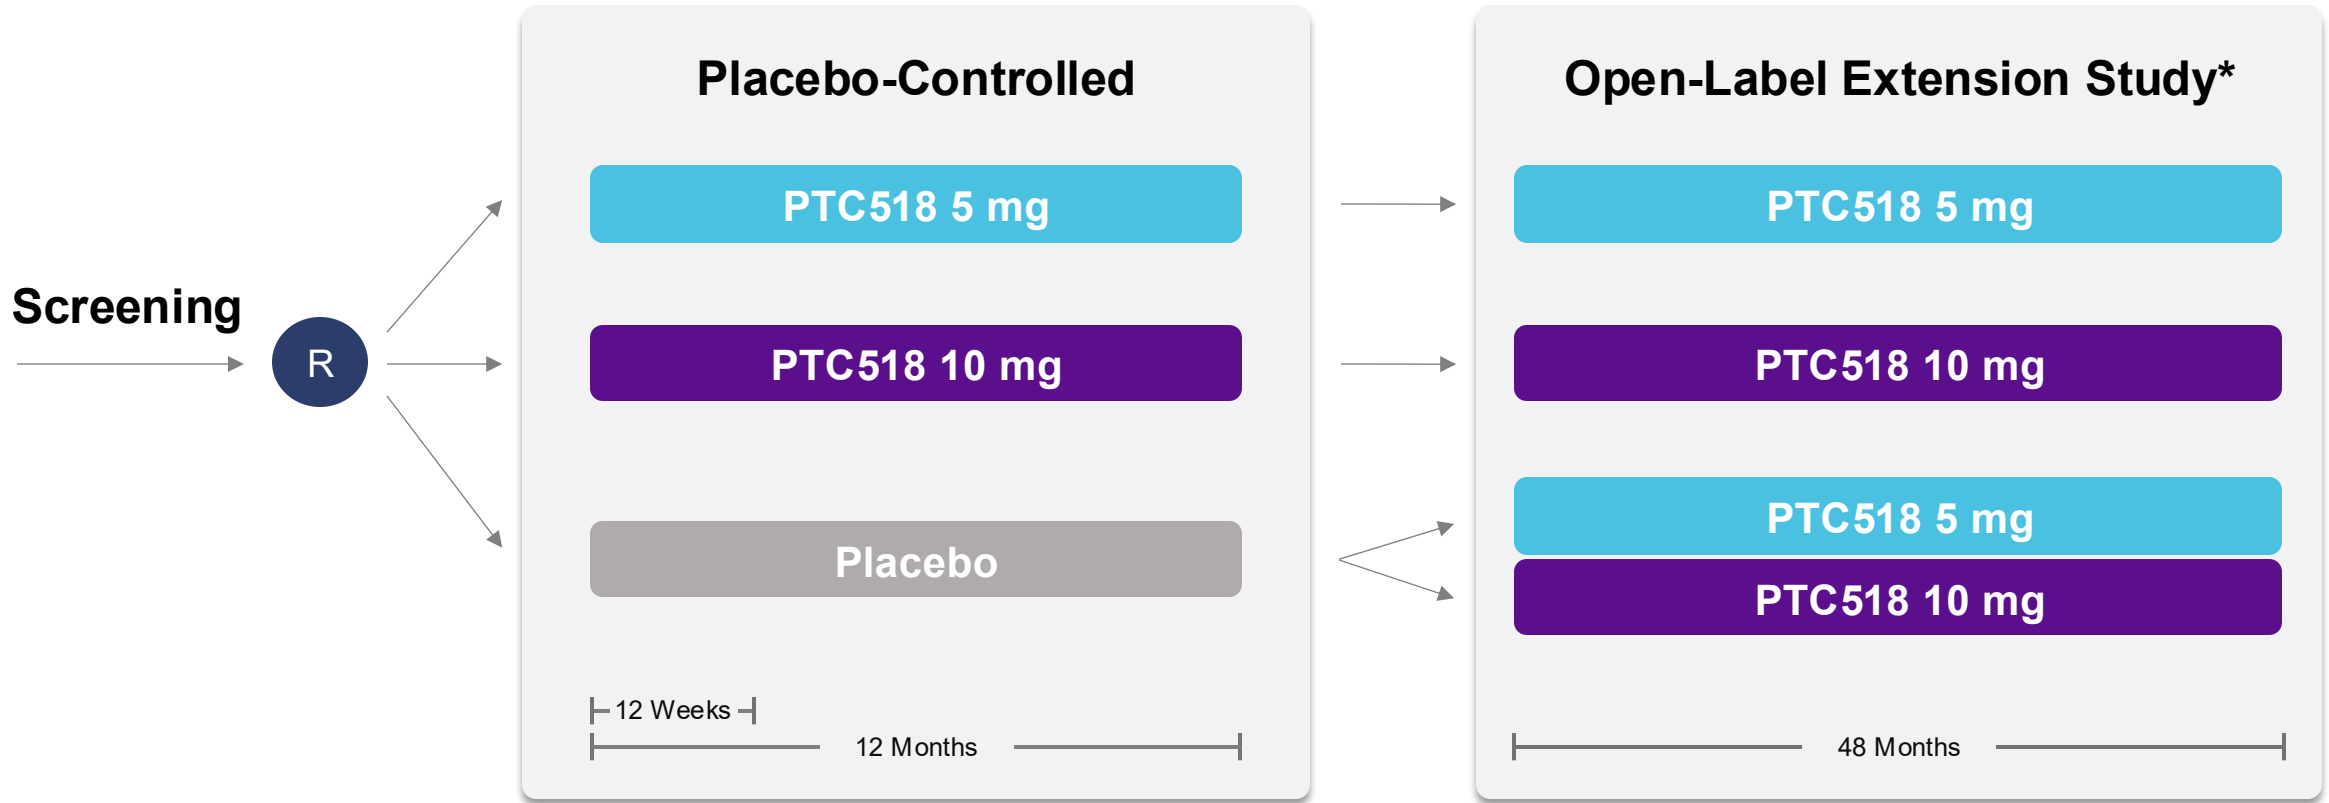 Placebo-Controlled
Open-Label Extension Study*
Screening
R
PTC518 5 mg
PTC518 10 mg
Placebo
PTC518 5 mg
PTC518 10 mg
PTC518 5 mg
PTC518 10 mg
12 Weeks
12 Months
48 Months